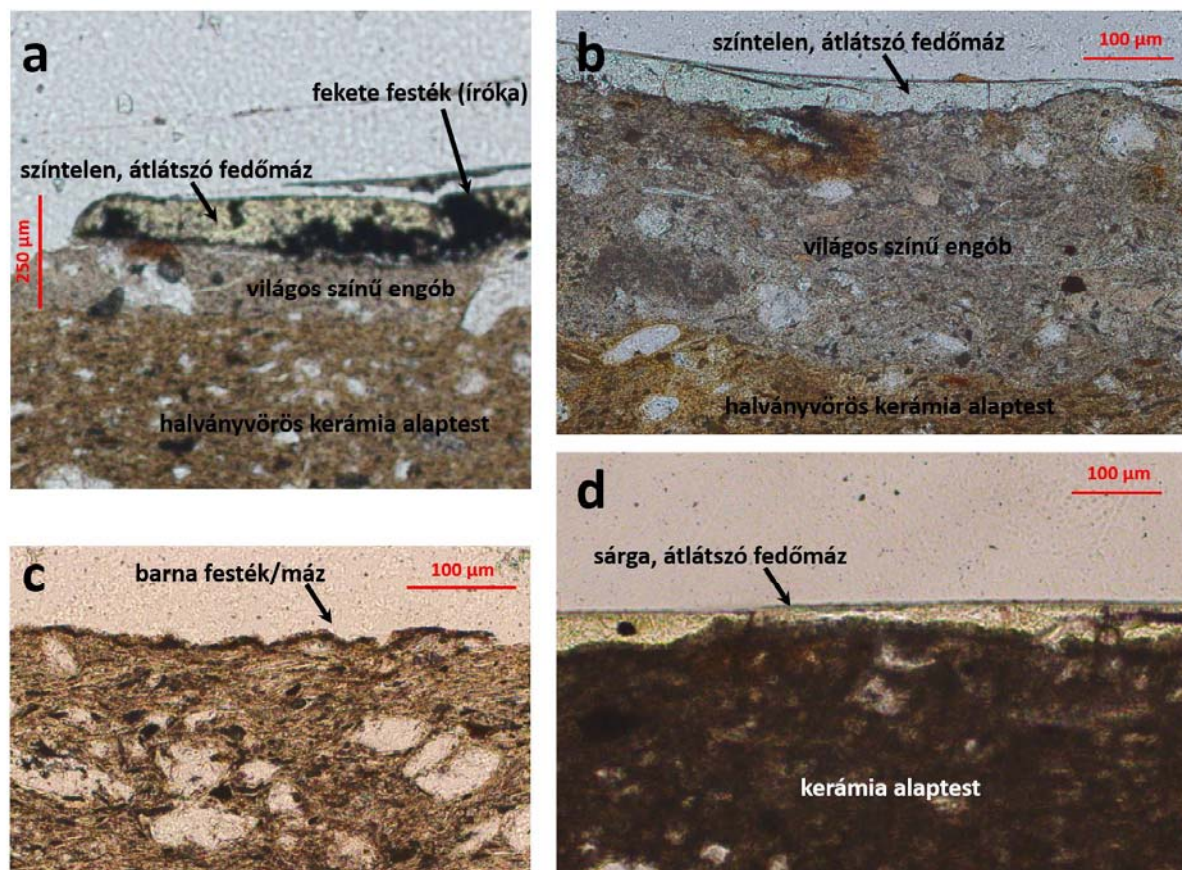 a
fekete festék (íróka)
színtelen, átlátszó fedőmáz
250 µm
világos színű engób
halványvörös kerámia alaptest
b
színtelen, átlátszó fedőmáz
100 µm
világos színű engób
halványvörös kerámia alaptest
c
barna festék/máz
100 µm
d
100 µm
sárga, átlátszó fedőmáz
kerámia alaptest